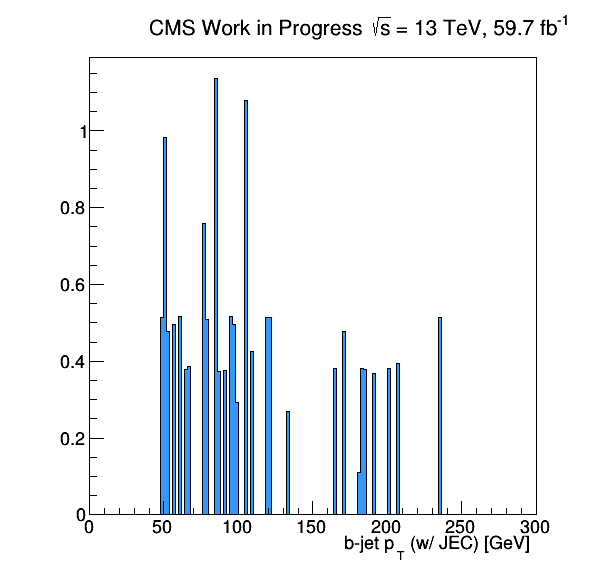 CMS Work in Progress √s = 13 TeV, 59.7 fb⁻¹
1
0.8
0.6
0.4
0.2
0
0 50 100 150 200 250 300
b-jet p_T (w/ JEC) [GeV]